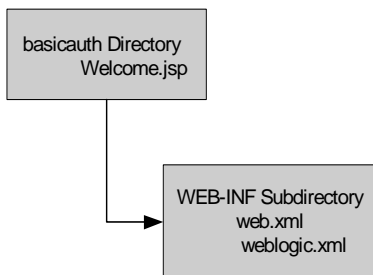 basicauth Directory
Welcome.jsp
WEB-INF Subdirectory
web.xml
weblogic.xml